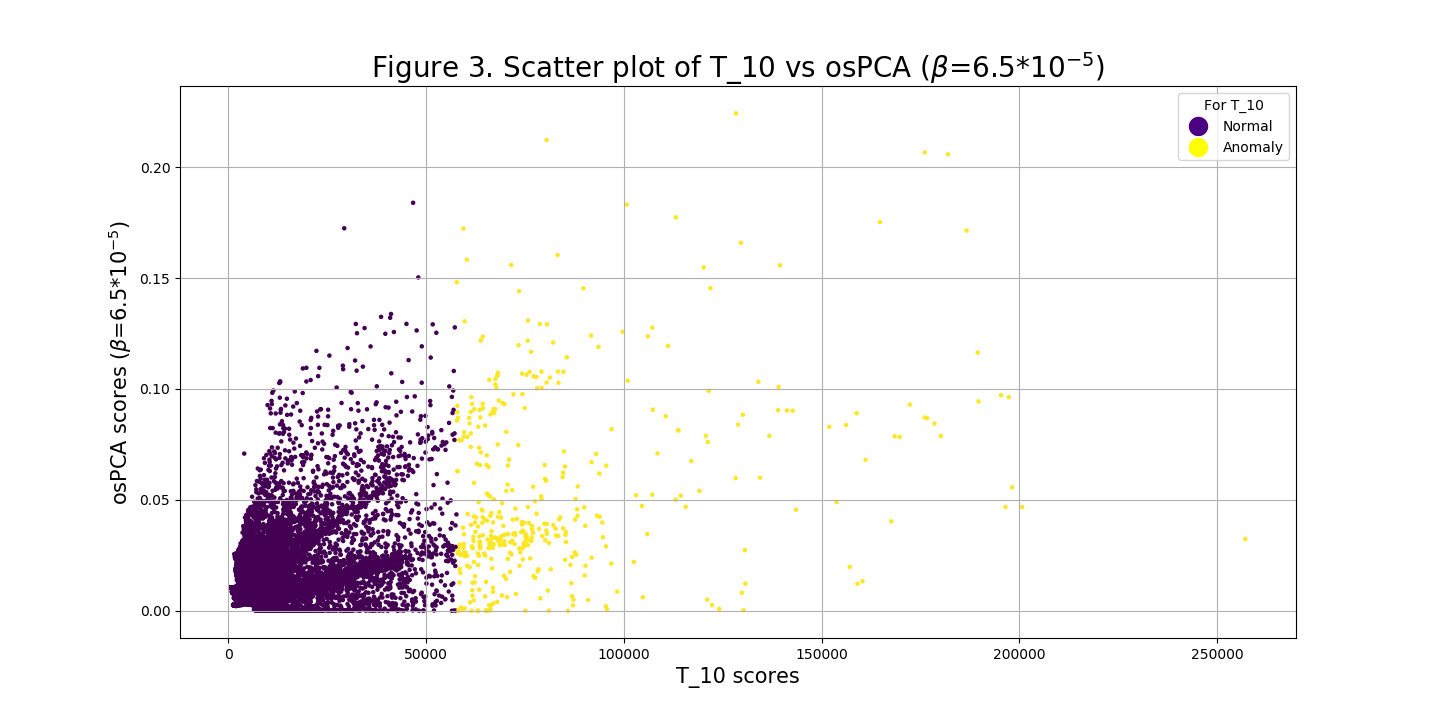 Figure 3. Scatter plot of T_10 vs osPCA (β=6.5*10⁻⁵)
For T_10
Normal
Anomaly
osPCA scores (β=6.5*10⁻⁵)
0.20
0.15
0.10
0.05
0.00
0 50000 100000 150000 200000 250000
T_10 scores